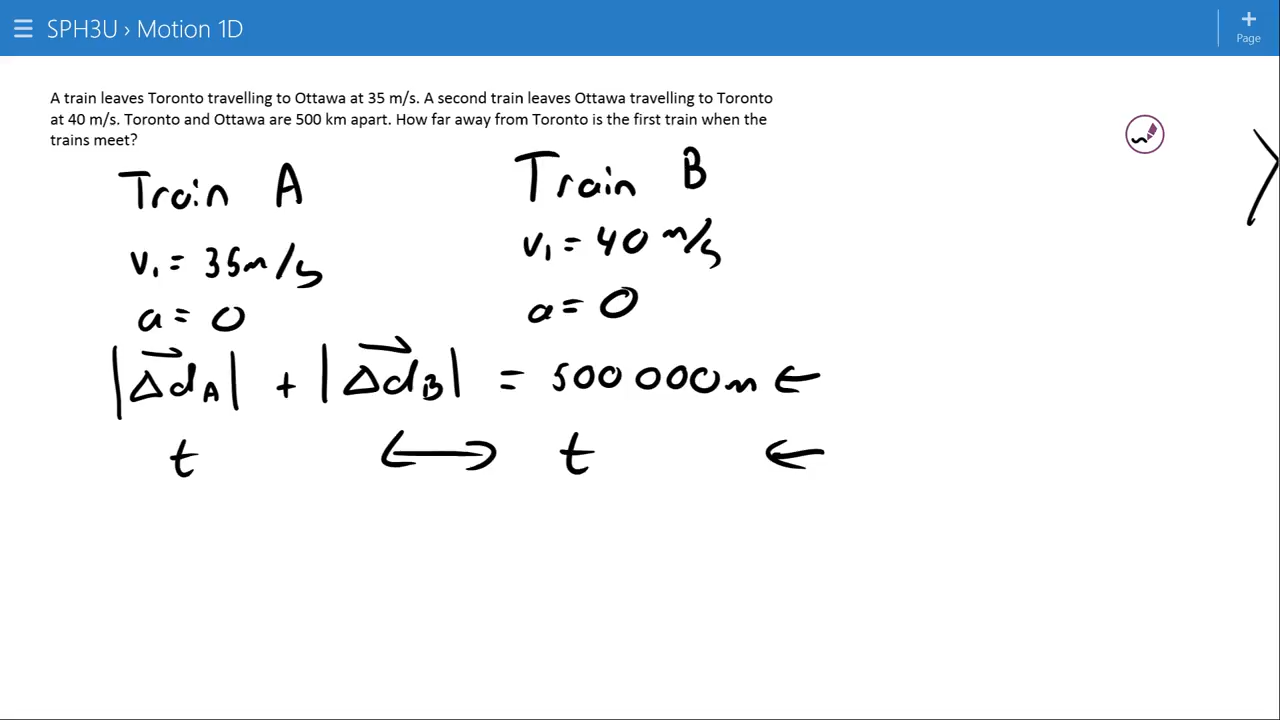 SPH3U › Motion 1D
Page
A train leaves Toronto travelling to Ottawa at 35 m/s. A second train leaves Ottawa travelling to Toronto
at 40 m/s. Toronto and Ottawa are 500 km apart. How far away from Toronto is the first train when the
trains meet?
Train A Train B
v₁ = 35m/s v₁ = 40 m/s
a = 0 a = 0
|Δd⃗A| + |Δd⃗B| = 500 000m ←
t ⟷ t ←